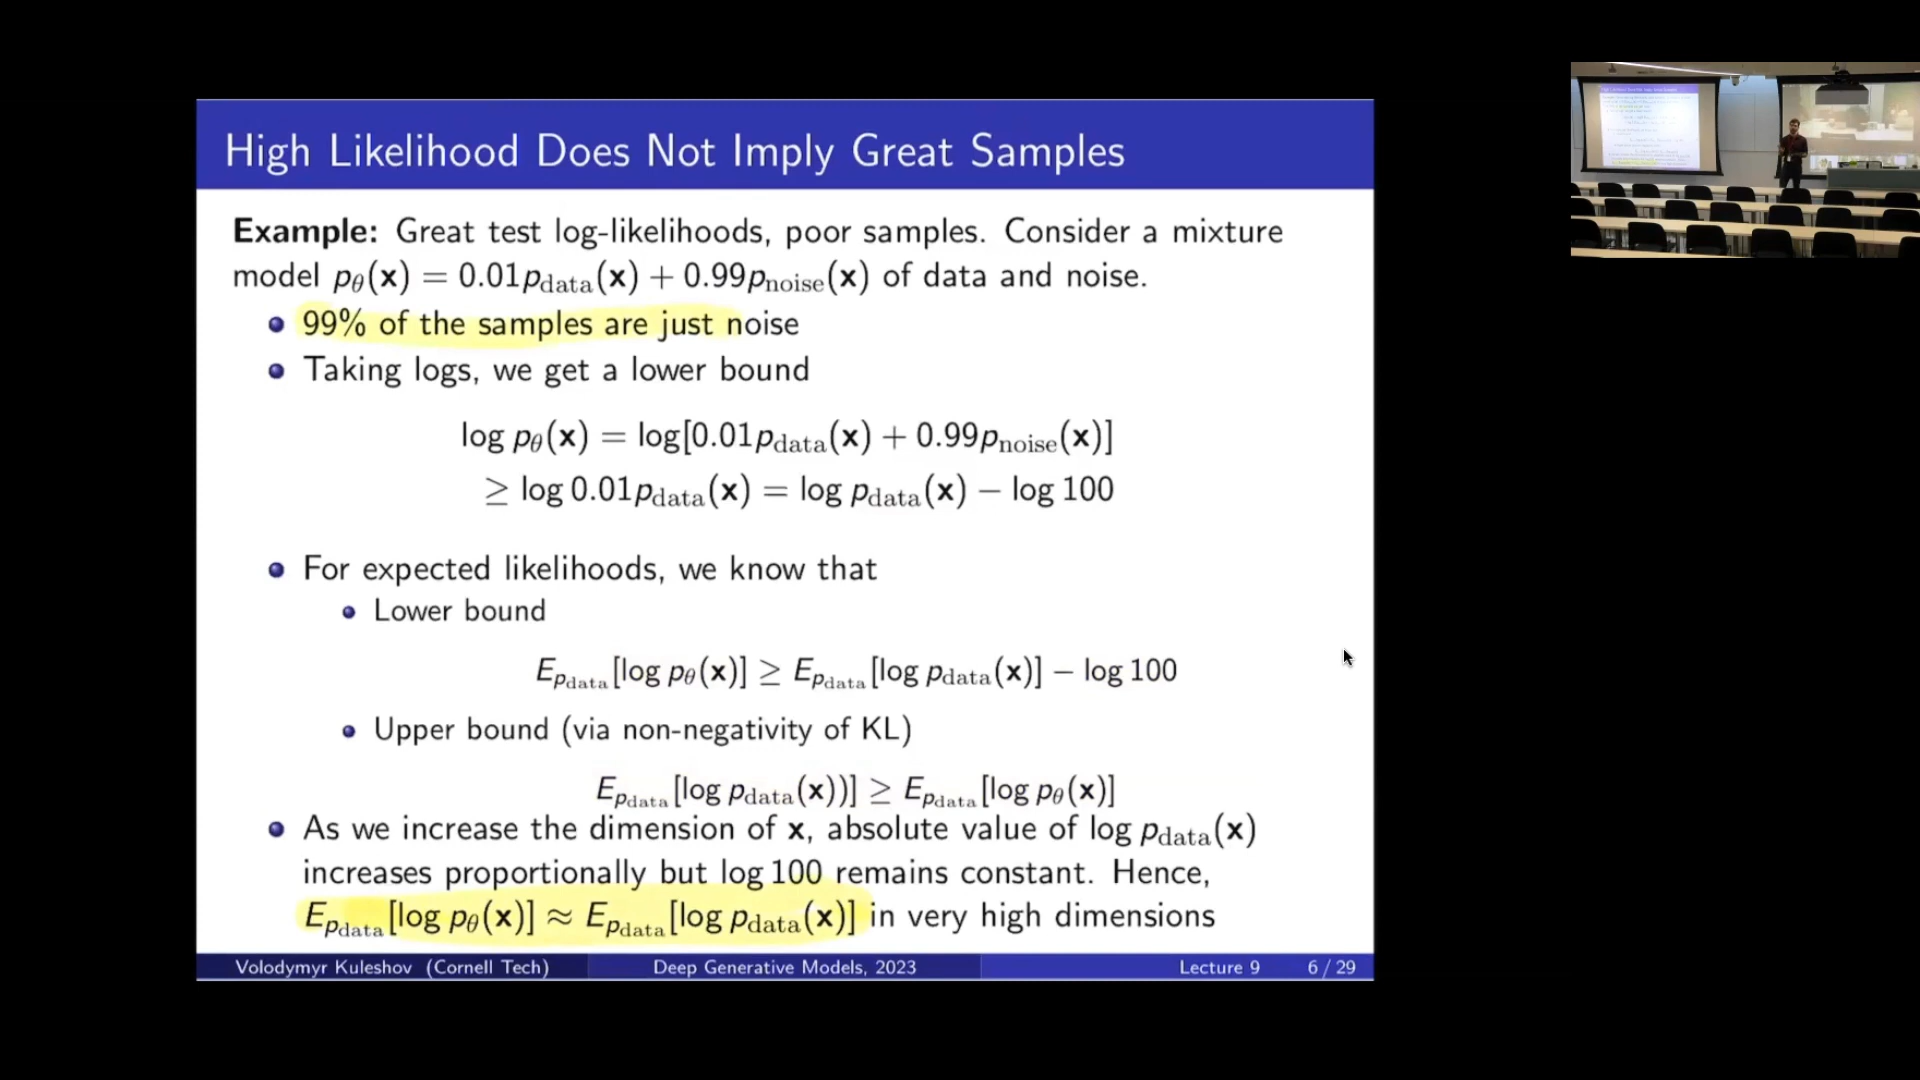 High Likelihood Does Not Imply Great Samples
Example: Great test log-likelihoods, poor samples. Consider a mixture
model pθ(x) = 0.01pdata(x) + 0.99pnoise(x) of data and noise.
99% of the samples are just noise
Taking logs, we get a lower bound
log pθ(x) = log[0.01pdata(x) + 0.99pnoise(x)]
≥ log 0.01pdata(x) = log pdata(x) − log 100
For expected likelihoods, we know that
Lower bound
Epdata[log pθ(x)] ≥ Epdata[log pdata(x)] − log 100
Upper bound (via non-negativity of KL)
Epdata[log pdata(x))] ≥ Epdata[log pθ(x)]
As we increase the dimension of x, absolute value of log pdata(x)
increases proportionally but log 100 remains constant. Hence,
Epdata[log pθ(x)] ≈ Epdata[log pdata(x)] in very high dimensions
Volodymyr Kuleshov (Cornell Tech) Deep Generative Models, 2023 Lecture 9 6 / 29